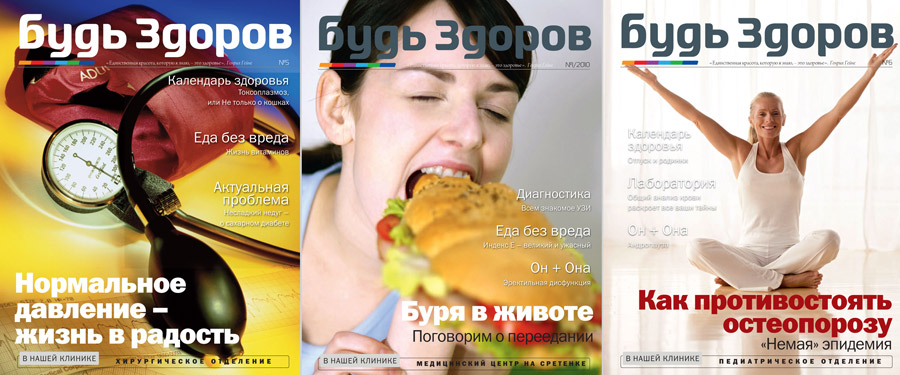 Будь Здоров
«Единственная красота, которую я знаю, - это здоровье». Генрих Гейне
№5
Календарь здоровья
Токсоплазмоз,
или Не только о кошках
Еда без вреда
Жизнь витаминов
Актуальная
проблема
Несладкий недуг –
о сахарном диабете
Нормальное
давление –
жизнь в радость
В НАШЕЙ КЛИНИКЕ
ХИРУРГИЧЕСКОЕ ОТДЕЛЕНИЕ
Будь Здоров
это здоровье». Генрих Гейне
№1/2010
Диагностика
Всем знакомое УЗИ
Еда без вреда
Индекс Е – великий и ужасный
Он + Она
Эректильная дисфункция
Буря в животе
Поговорим о переедании
В НАШЕЙ КЛИНИКЕ
МЕДИЦИНСКИЙ ЦЕНТР НА СРЕТЕНКЕ
Будь Здоров
«Единственная красота, которую я знаю, - это здоровье». Генрих Гейне
№6
Календарь
здоровья
Отпуск и родинки
Лаборатория
Общий анализ крови
раскроет все ваши тайны
Он + Она
Как противостоять
остеопорозу
«Немая» эпидемия
В НАШЕЙ КЛИНИКЕ
ПЕДИАТРИЧЕСКОЕ ОТДЕЛЕНИЕ